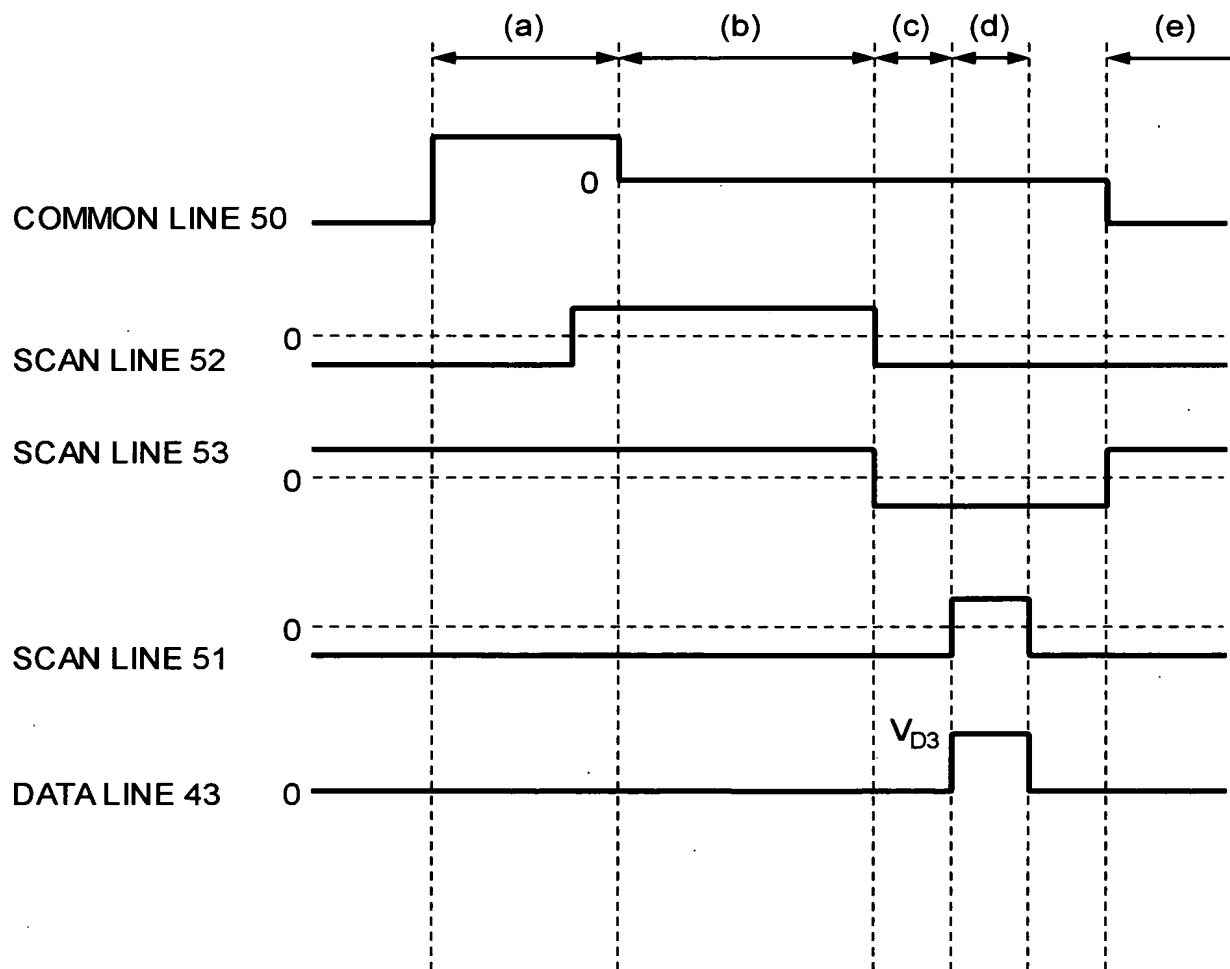 (a) (b) (c) (d) (e)
0
COMMON LINE 50
0
SCAN LINE 52
SCAN LINE 53
0
0
SCAN LINE 51
VD3
DATA LINE 43 0